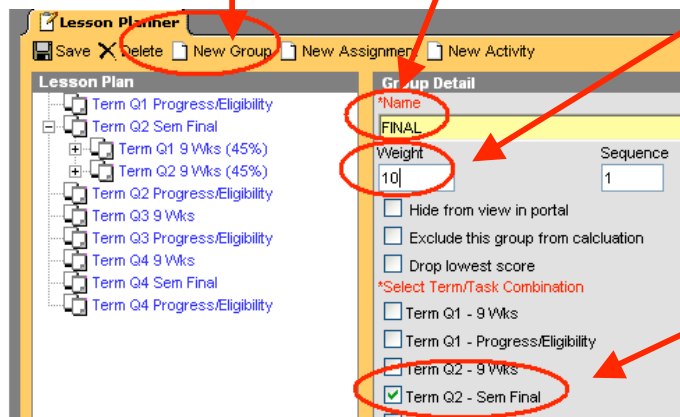 Lesson Planner
Save Delete New Group New Assignment New Activity
Lesson Plan
Term Q1 Progress/Eligibility
Term Q2 Sem Final
Term Q1 9 Wks (45%)
Term Q2 9 Wks (45%)
Term Q2 Progress/Eligibility
Term Q3 9 Wks
Term Q3 Progress/Eligibility
Term Q4 9 Wks
Term Q4 Sem Final
Term Q4 Progress/Eligibility
Group Detail
*Name
FINAL
Weight Sequence
10 1
Hide from view in portal
Exclude this group from calcluation
Drop lowest score
*Select Term/Task Combination
Term Q1 - 9 Wks
Term Q1 - Progress/Eligibility
Term Q2 - 9 Wks
Term Q2 - Sem Final